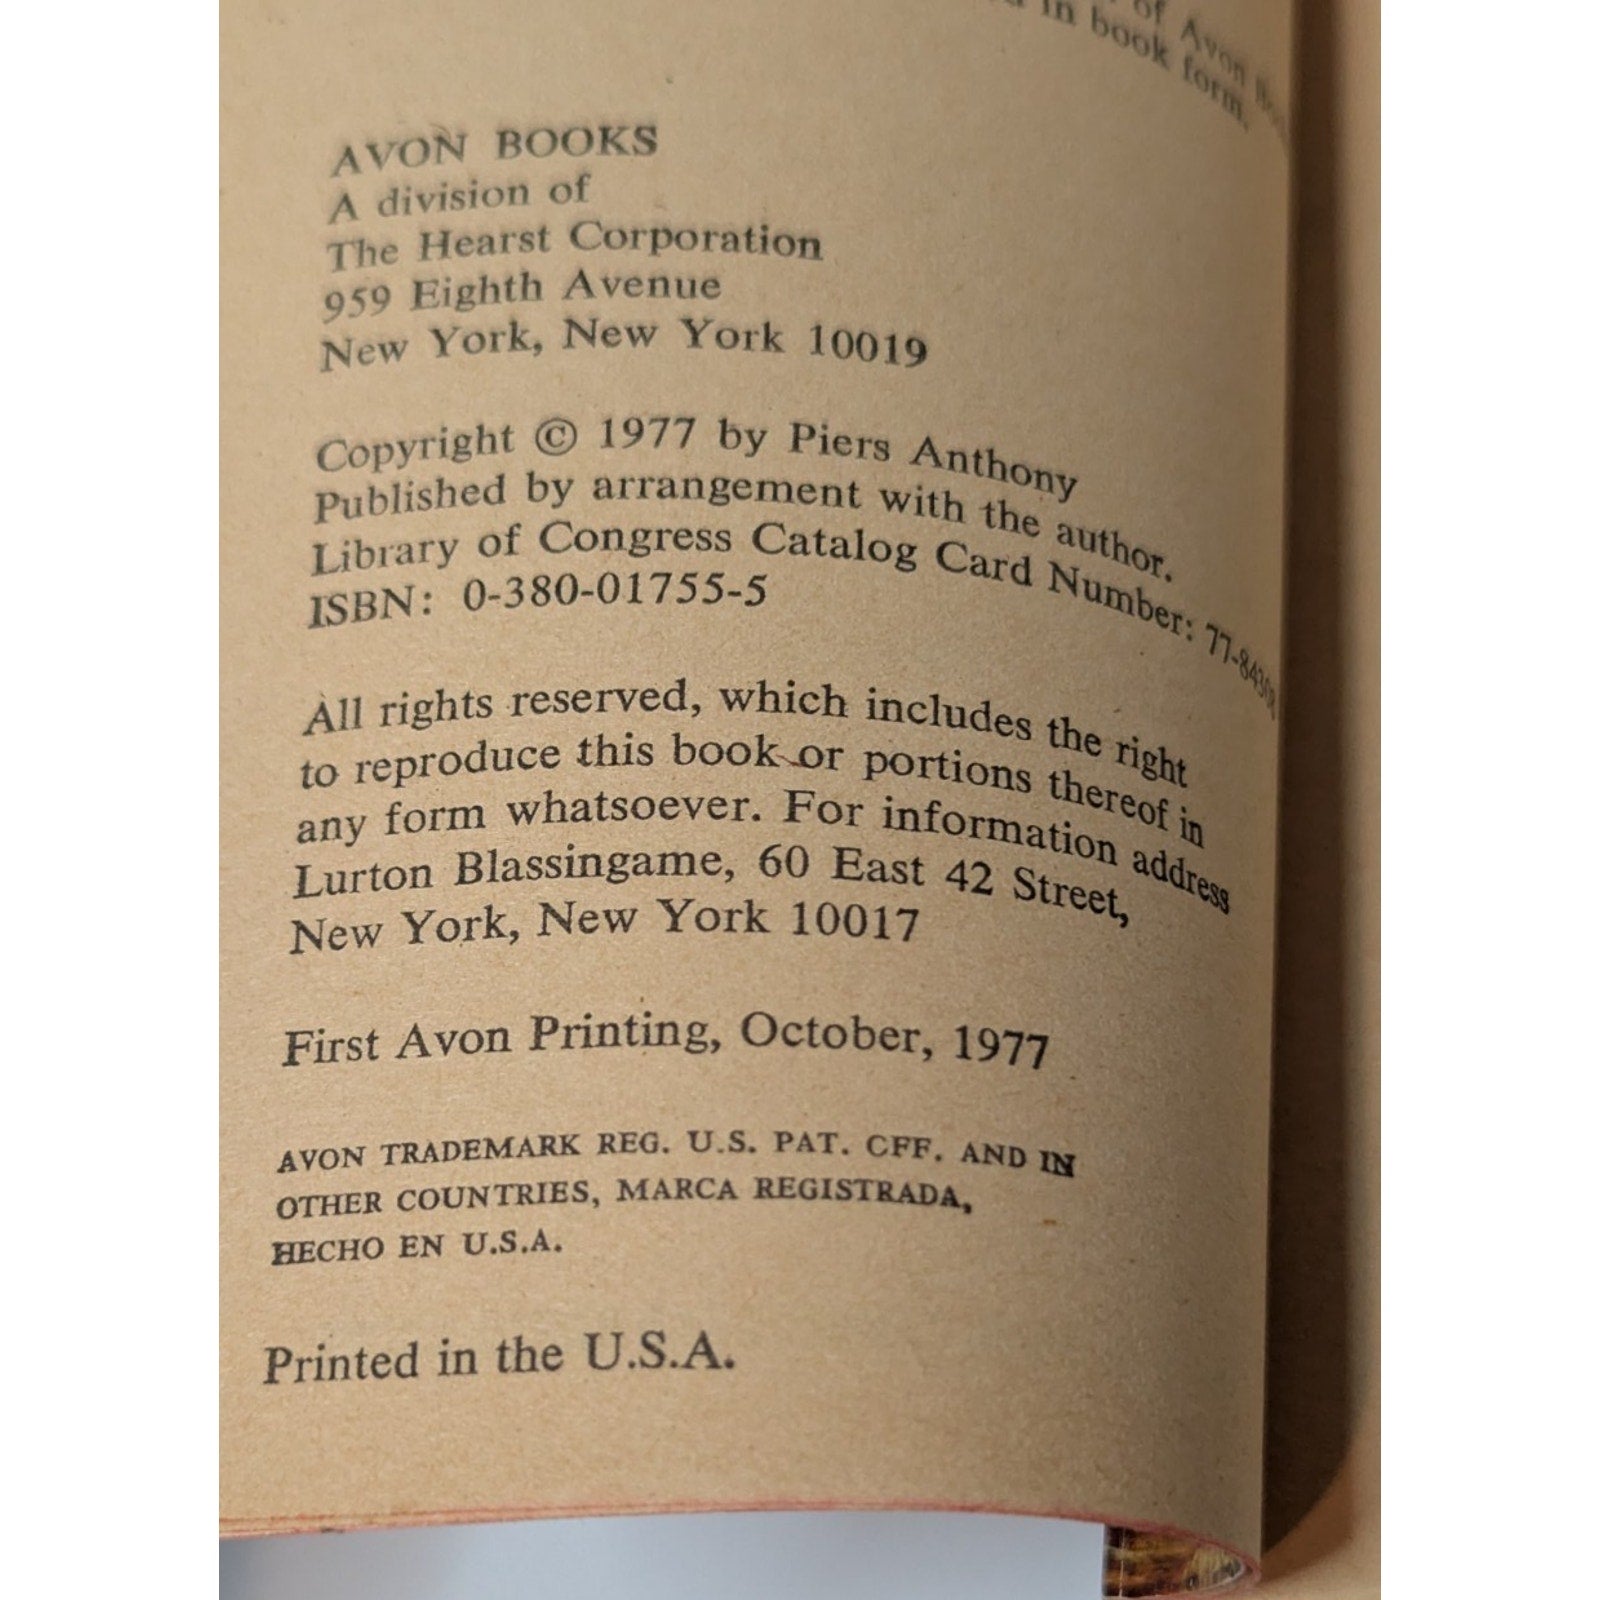 of Avon
in book form.
AVON BOOKS
A division of
The Hearst Corporation
959 Eighth Avenue
New York, New York 10019
Copyright © 1977 by Piers Anthony
Published by arrangement with the author.
Library of Congress Catalog Card Number: 77-84308
ISBN: 0-380-01755-5
All rights reserved, which includes the right
to reproduce this book or portions thereof in
any form whatsoever. For information address
Lurton Blassingame, 60 East 42 Street,
New York, New York 10017
First Avon Printing, October, 1977
AVON TRADEMARK REG. U.S. PAT. CFF. AND IN
OTHER COUNTRIES, MARCA REGISTRADA,
HECHO EN U.S.A.
Printed in the U.S.A.